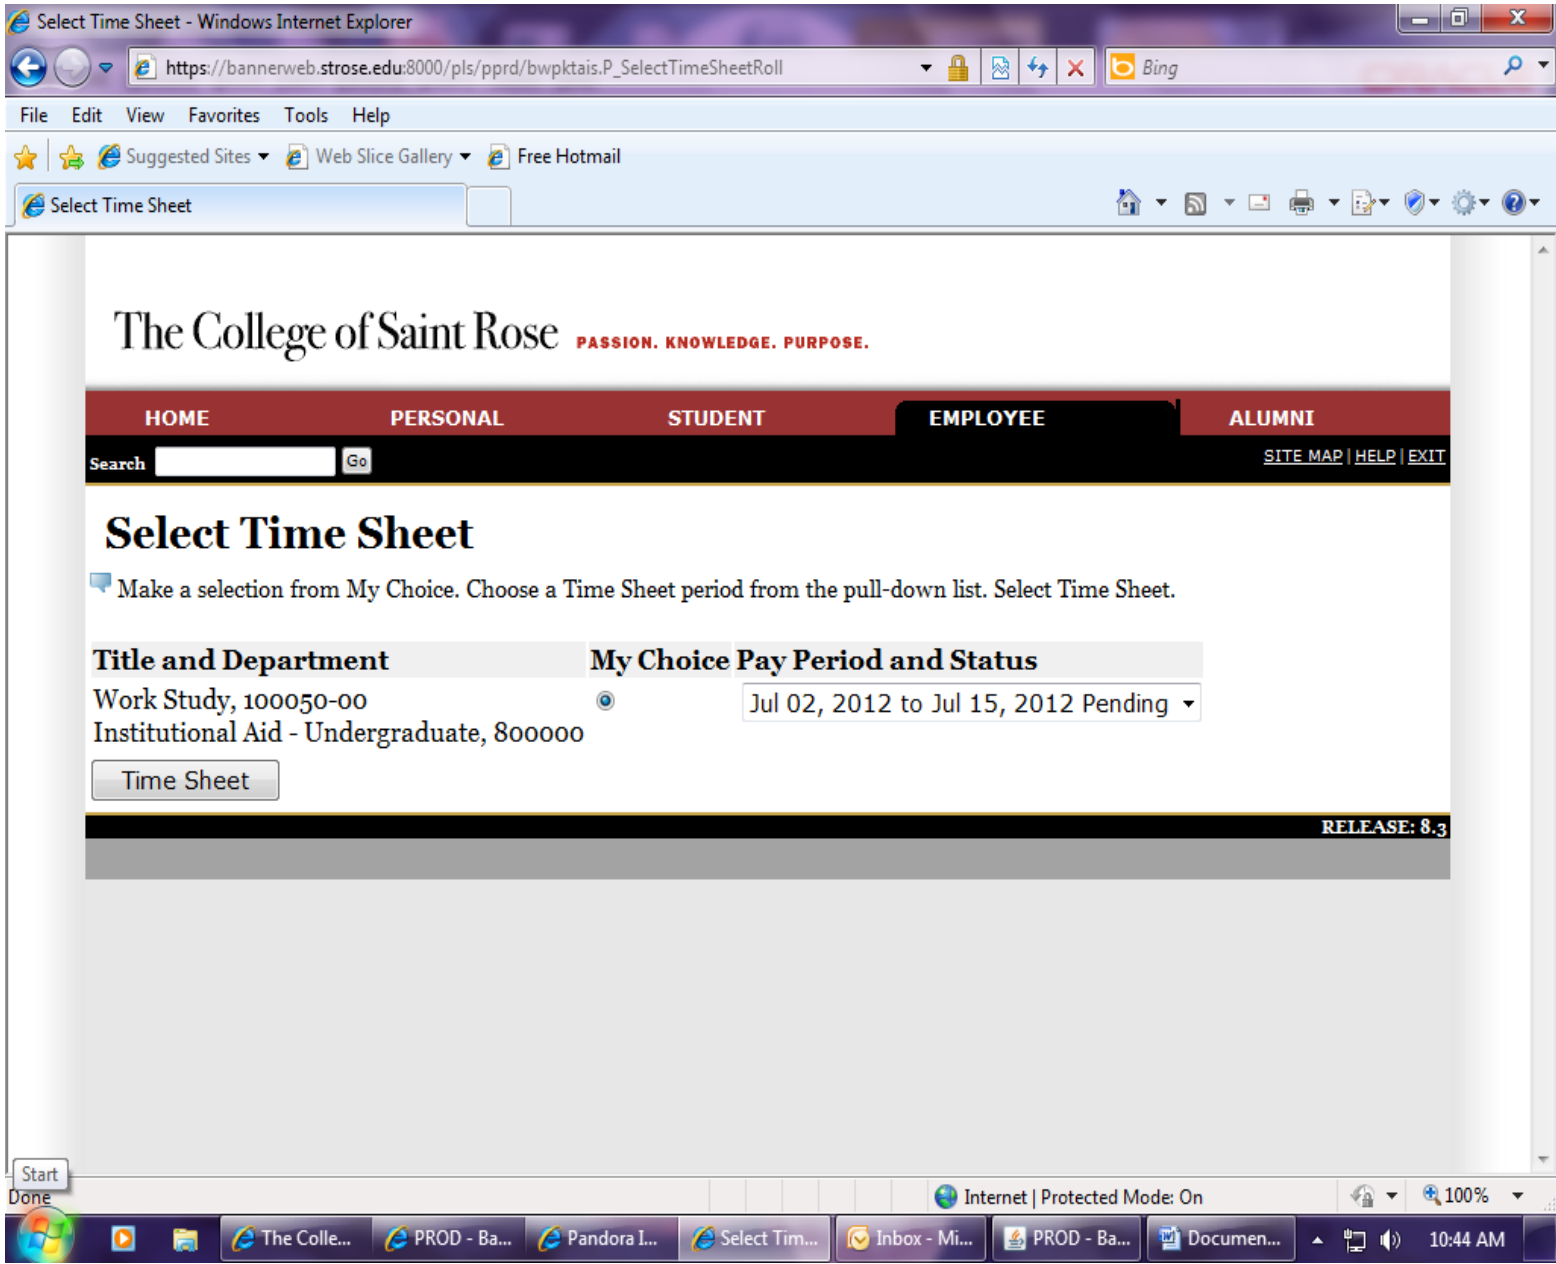 Select Time Sheet - Windows Internet Explorer
https://bannerweb.strose.edu:8000/pls/pprd/bwpktais.P_SelectTimeSheetRoll
Bing
File Edit View Favorites Tools Help
Suggested Sites Web Slice Gallery Free Hotmail
Select Time Sheet
The College of Saint Rose PASSION. KNOWLEDGE. PURPOSE.
HOME PERSONAL STUDENT EMPLOYEE ALUMNI
Search Go SITE MAP | HELP | EXIT
Select Time Sheet
Make a selection from My Choice. Choose a Time Sheet period from the pull-down list. Select Time Sheet.
Title and Department My Choice Pay Period and Status
Work Study, 100050-00 Jul 02, 2012 to Jul 15, 2012 Pending
Institutional Aid - Undergraduate, 800000
Time Sheet
RELEASE: 8.3
Start
Done Internet | Protected Mode: On 100%
The Colle... PROD - Ba... Pandora I... Select Tim... Inbox - Mi... PROD - Ba... Documen... 10:44 AM